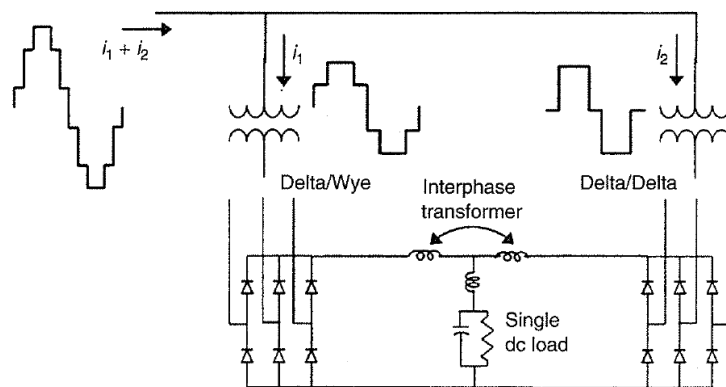 i₁ + i₂
i₁
i₂
Delta/Wye
Interphase
transformer
Delta/Delta
Single
dc load